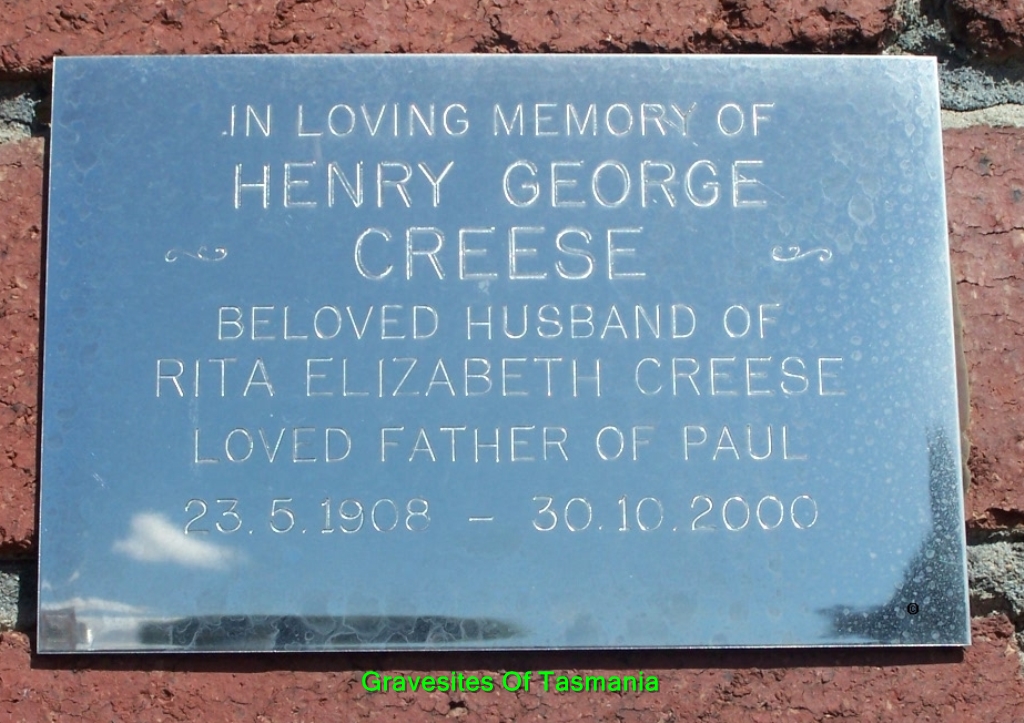 IN LOVING MEMORY OF
HENRY GEORGE
CREESE
BELOVED HUSBAND OF
RITA ELIZABETH CREESE
LOVED FATHER OF PAUL
23.5.1908 - 30.10.2000
©
Gravesites Of Tasmania